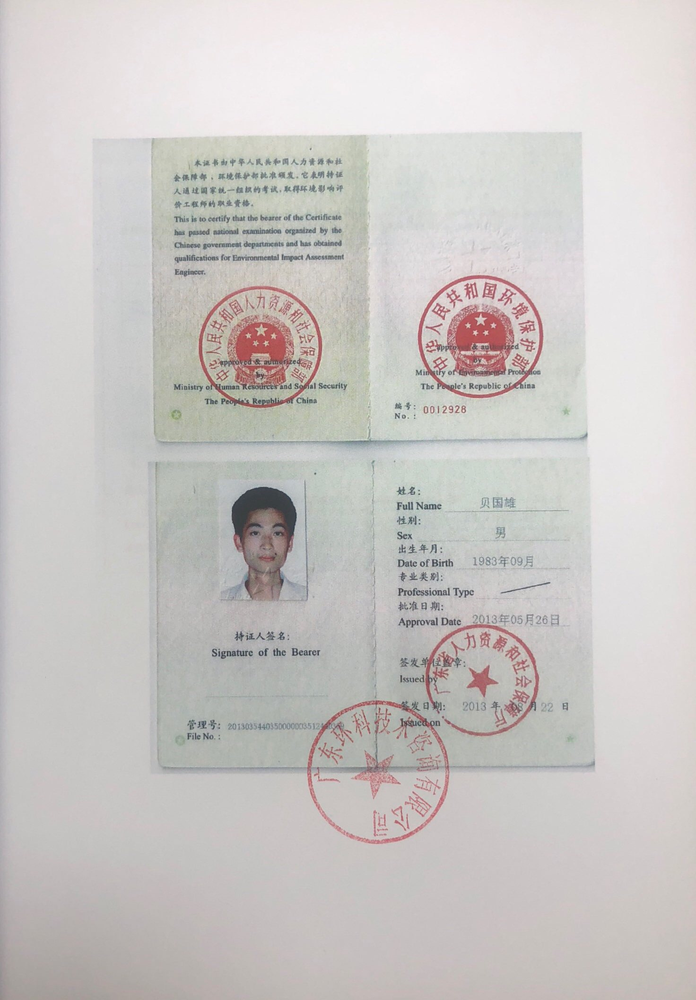 本证书由中华人民共和国人力资源和社
会保障部、环境保护部批准颁发。它表明持证
人通过国家统一组织的考试,取得环境影响评
价工程师的职业资格。
This is to certify that the bearer of the Certificate
has passed national examination organized by the
Chinese government departments and has obtained
qualifications for Environmental Impact Assessment
Engineer.
中华人民共和国人力资源和社会保障部
approved & authorized
by
Ministry of Human Resources and Social Security
The People's Republic of China
中华人民共和国环境保护部
approved & authorized
by
Ministry of Environmental Protection
The People's Republic of China
编号:
No. :
0012928
持证人签名:
Signature of the Bearer
管理号: 
File No. :
姓名:
Full Name 贝国雄
性别:
Sex 男
出生年月:
Date of Birth 1983年09月
专业类别:
Professional Type
批准日期:
Approval Date 2013年05月26日
签发单位盖章:
Issued by
广东省人力资源和社会保障厅
签发日期: 2013 年 08 月 22 日
Issued on
广东环科技术咨询有限公司